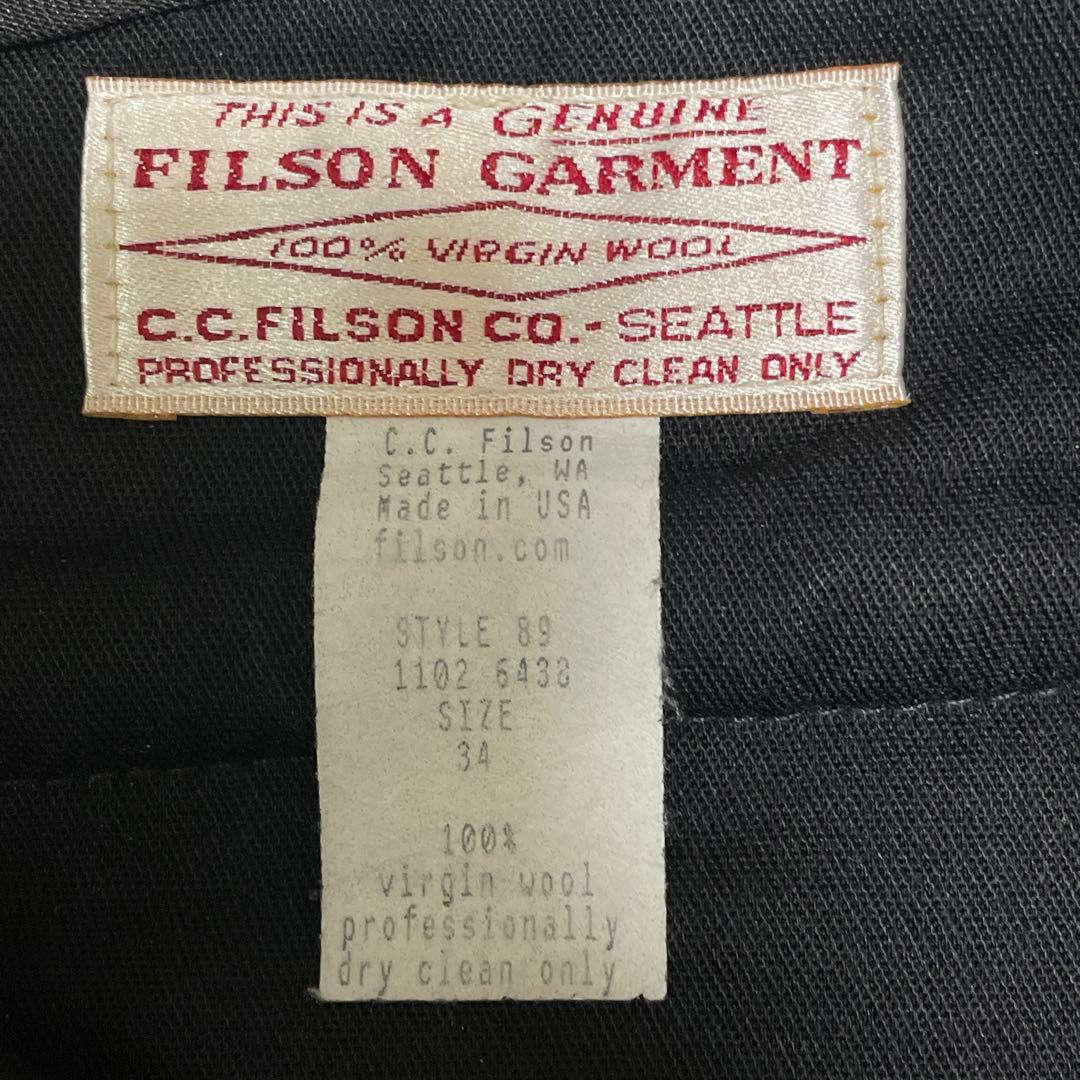 THIS IS A GENUINE
FILSON GARMENT
100% VIRGIN WOOL
C.C.FILSON CO.- SEATTLE
PROFESSIONALLY DRY CLEAN ONLY
C.C. Filson
Seattle, WA
Made in USA
filson.com
STYLE 89
1102 6438
SIZE
34
100%
virgin wool
professionally
dry clean only